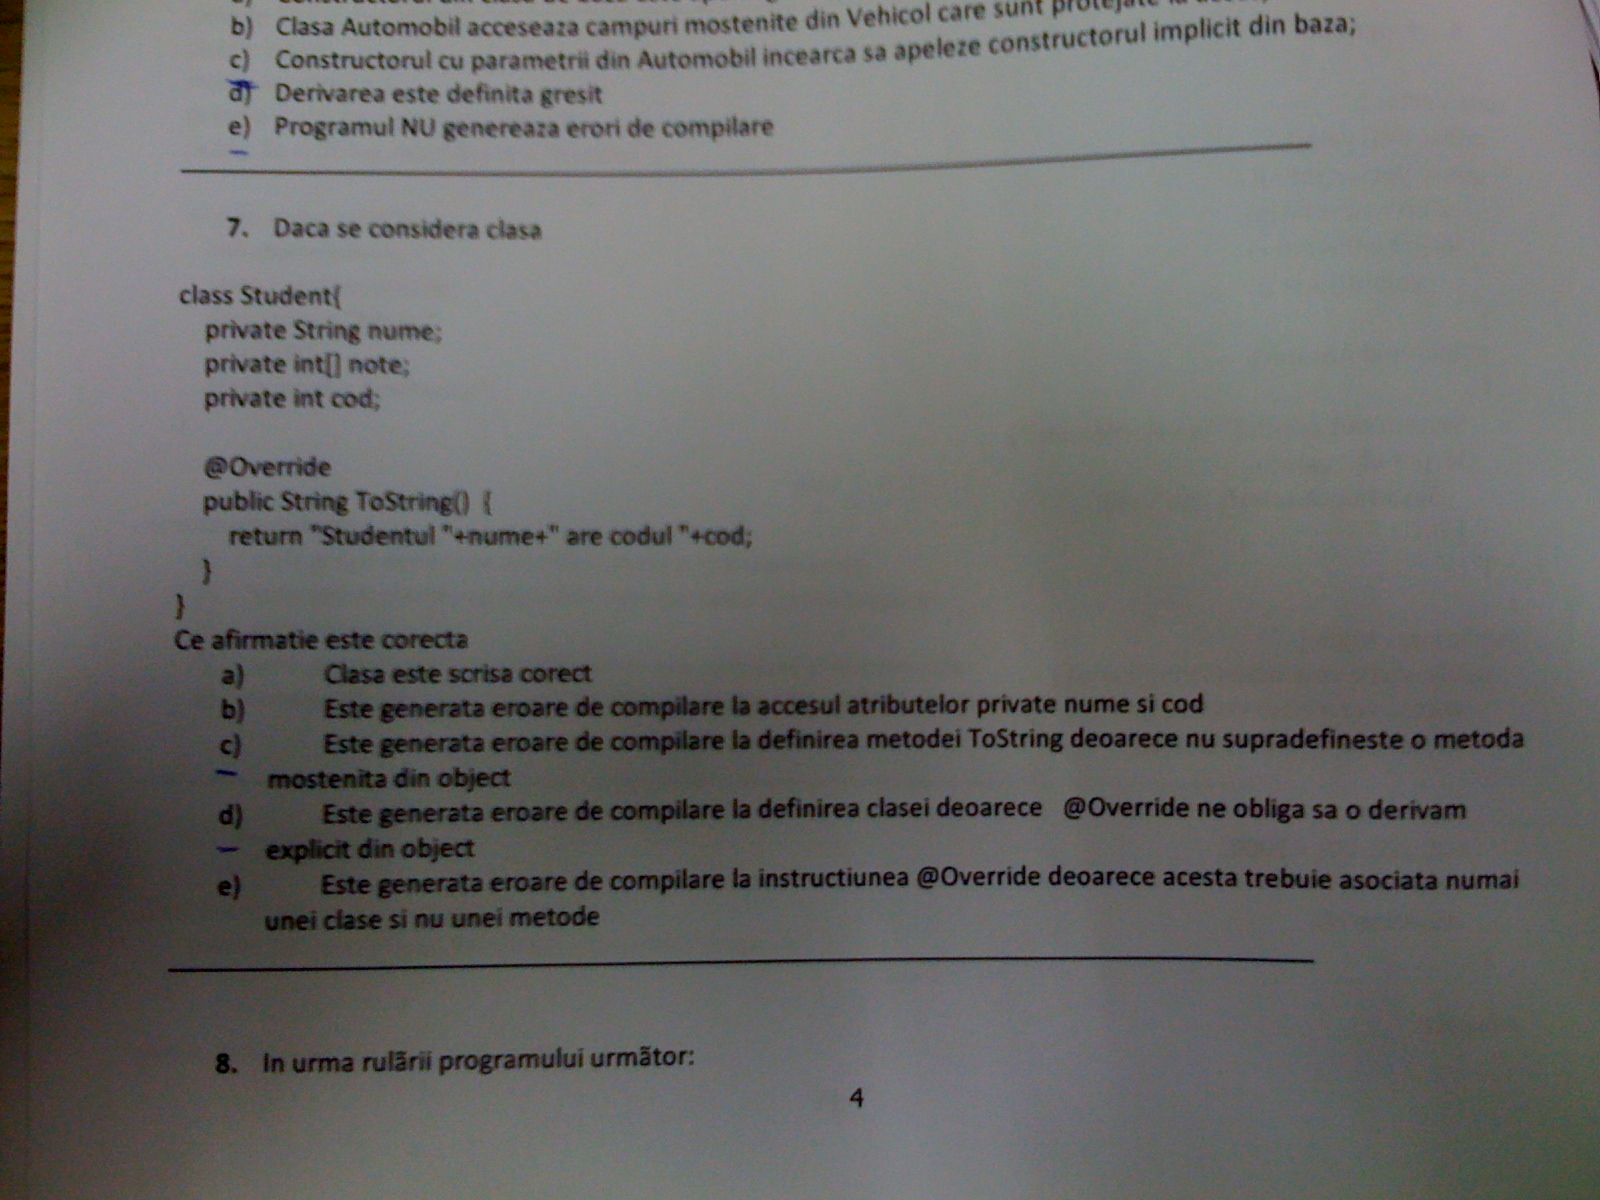 b) Clasa Automobil acceseaza campuri mostenite din Vehicol care sunt protejate la
c) Constructorul cu parametrii din Automobil incearca sa apeleze constructorul implicit din baza;
d) Derivarea este definita gresit
e) Programul NU genereaza erori de compilare
7. Daca se considera clasa
class Student{
private String nume;
private int[] note;
private int cod;
@Override
public String ToString() {
return "Studentul "+nume+" are codul "+cod;
}
}
Ce afirmatie este corecta
a) Clasa este scrisa corect
b) Este generata eroare de compilare la accesul atributelor private nume si cod
c) Este generata eroare de compilare la definirea metodei ToString deoarece nu supradefineste o metoda
mostenita din object
d) Este generata eroare de compilare la definirea clasei deoarece @Override ne obliga sa o derivam
explicit din object
e) Este generata eroare de compilare la instructiunea @Override deoarece acesta trebuie asociata numai
unei clase si nu unei metode
8. In urma rulării programului următor:
4